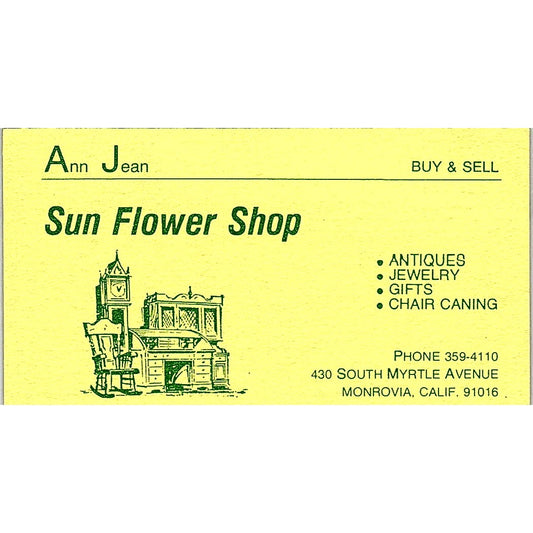 Ann Jean
BUY & SELL
Sun Flower Shop
• ANTIQUES
• JEWELRY
• GIFTS
• CHAIR CANING
PHONE 359-4110
430 SOUTH MYRTLE AVENUE
MONROVIA, CALIF. 91016